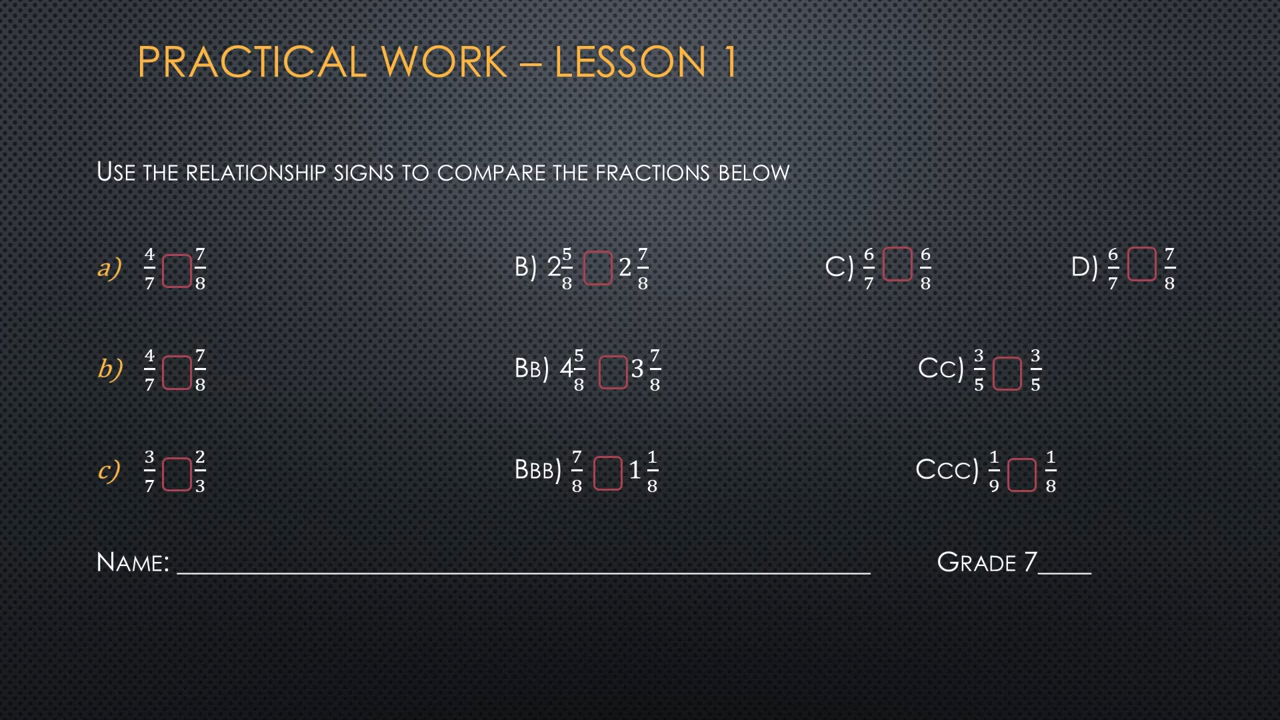 PRACTICAL WORK – LESSON 1
USE THE RELATIONSHIP SIGNS TO COMPARE THE FRACTIONS BELOW
a) 4/7 □ 7/8 B) 2 5/8 □ 2 7/8 C) 6/7 □ 6/8 D) 6/7 □ 7/8
b) 4/7 □ 7/8 BB) 4 5/8 □ 3 7/8 CC) 3/5 □ 3/5
c) 3/7 □ 2/3 BBB) 7/8 □ 1 1/8 CCC) 1/9 □ 1/8
NAME: ____________________ GRADE 7____